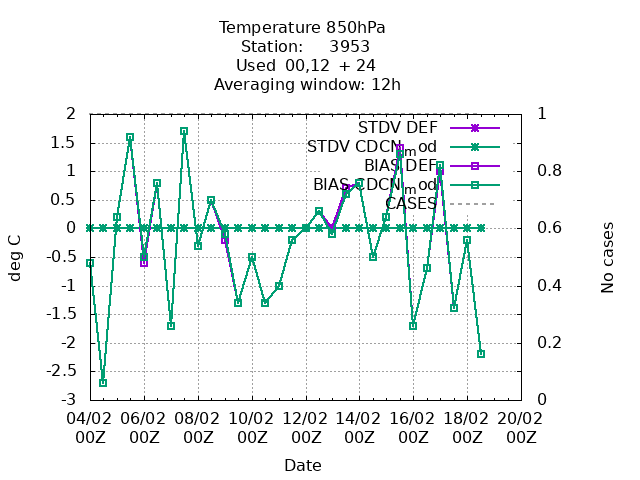 Temperature 850hPa
Station: 3953
Used 00,12 + 24
Averaging window: 12h
STDV DEF
STDV CDCNImod
BIAS DEF
BIAS CDCNImod
CASES
2
1.5
1
0.5
0
-0.5
-1
-1.5
-2
-2.5
-3
deg C
1
0.8
0.6
0.4
0.2
0
No cases
04/02 06/02 08/02 10/02 12/02 14/02 16/02 18/02 20/02
00Z 00Z 00Z 00Z 00Z 00Z 00Z 00Z 00Z
Date